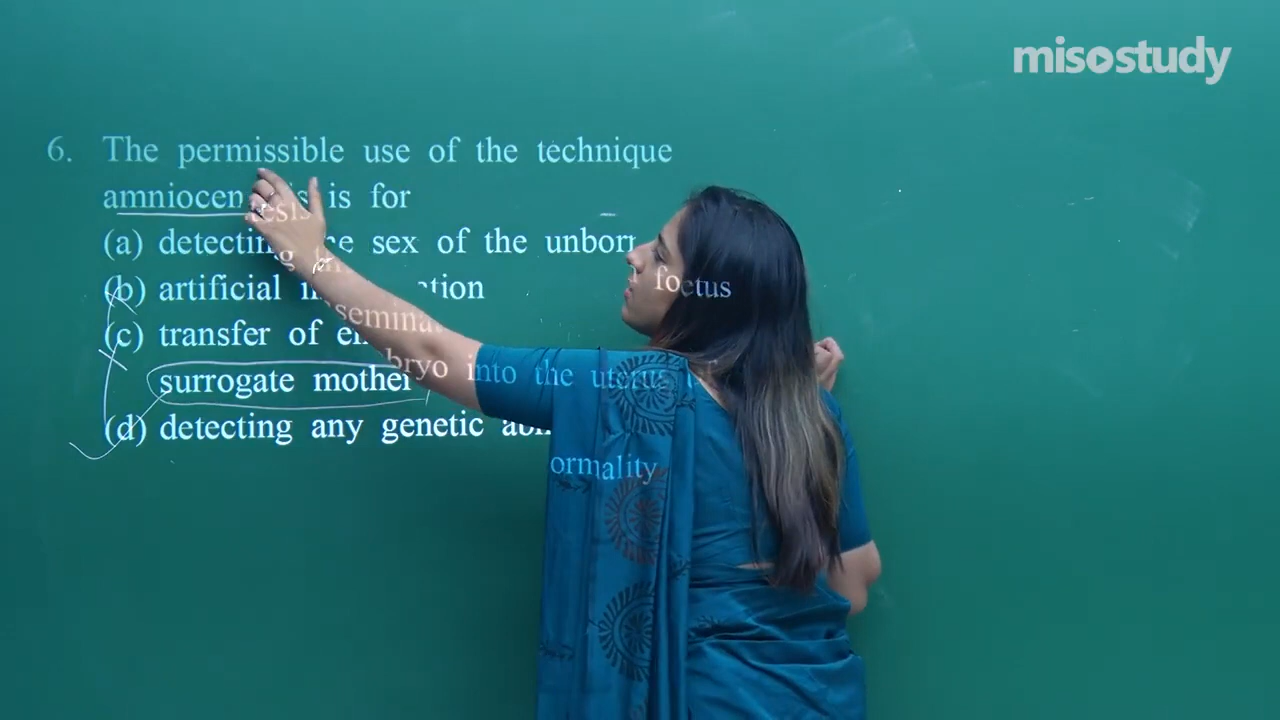 misostudy
6. The permissible use of the technique
amniocentesis is for
(a) detecting the sex of the unborn foetus
(b) artificial insemination
(c) transfer of embryo into the uterus of
surrogate mother
(d) detecting any genetic abnormality